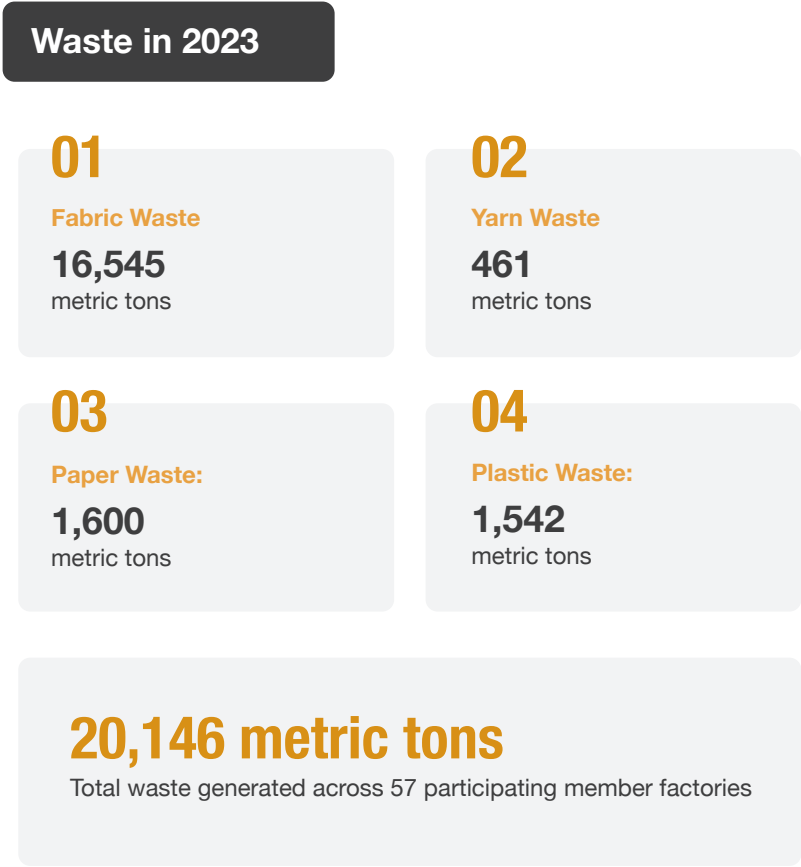 Waste in 2023
01
Fabric Waste
16,545
metric tons
02
Yarn Waste
461
metric tons
03
Paper Waste:
1,600
metric tons
04
Plastic Waste:
1,542
metric tons
20,146 metric tons
Total waste generated across 57 participating member factories